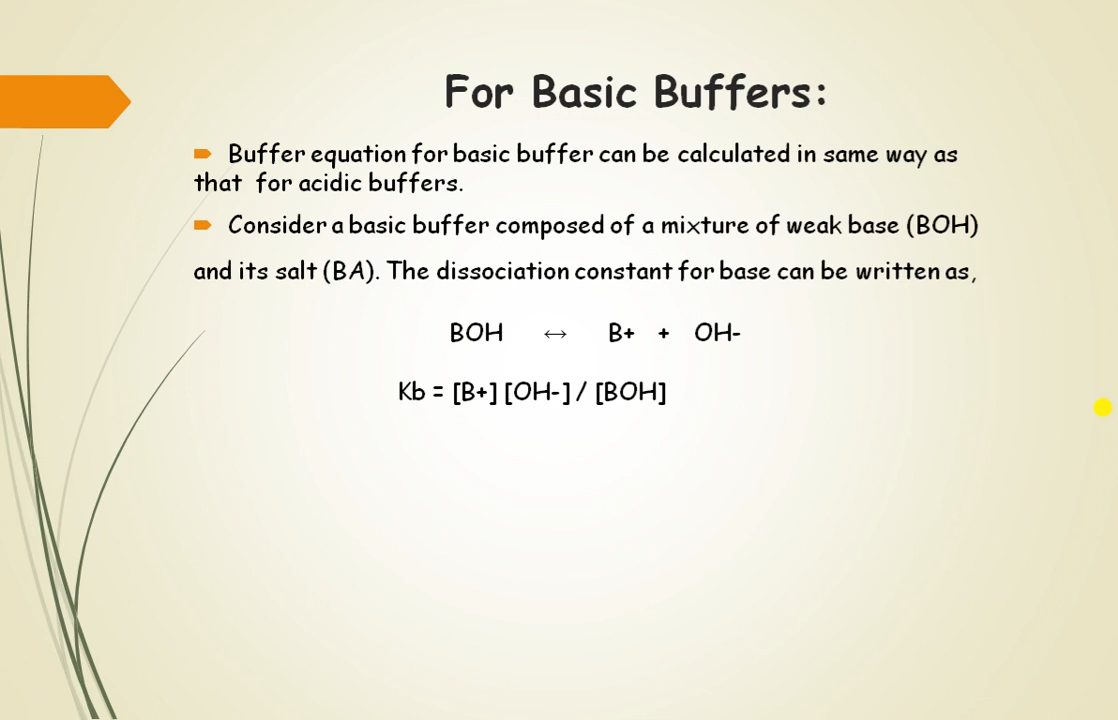 For Basic Buffers:
Buffer equation for basic buffer can be calculated in same way as
that for acidic buffers.
Consider a basic buffer composed of a mixture of weak base (BOH)
and its salt (BA). The dissociation constant for base can be written as,
BOH ↔ B+ + OH-
Kb = [B+] [OH-] / [BOH]